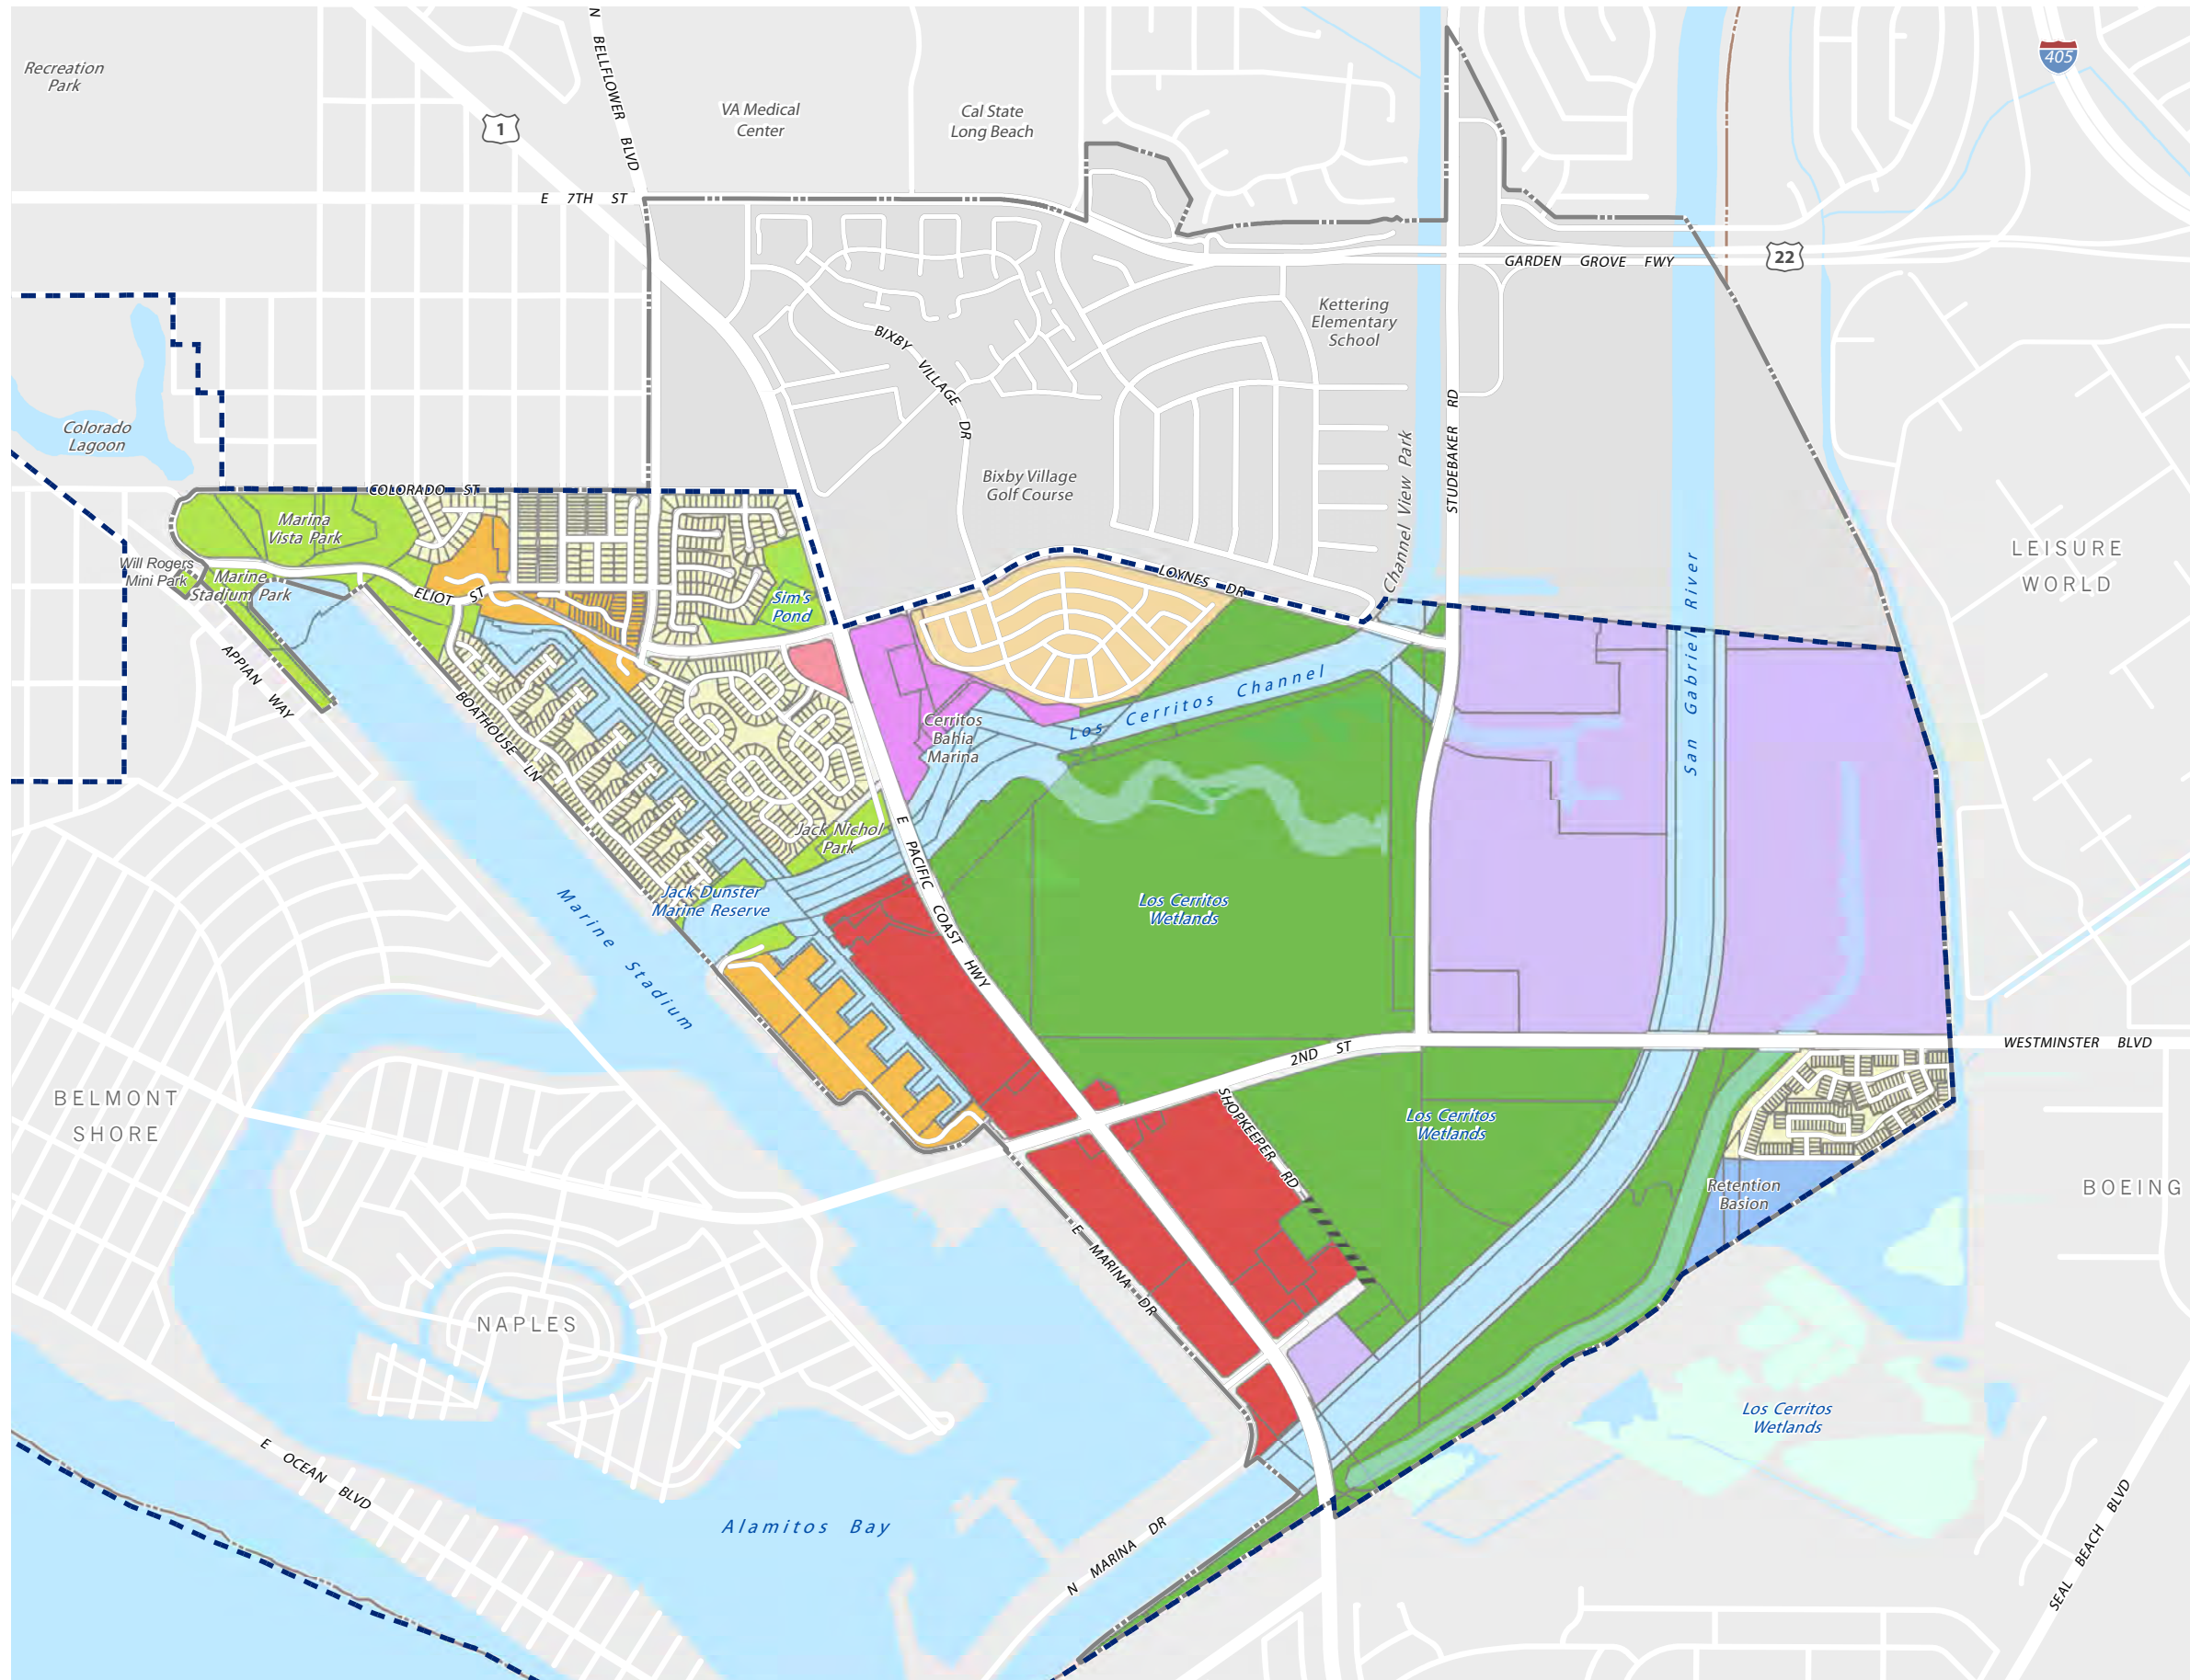 Recreation
Park
1
N BELLFLOWER BLVD
VA Medical
Center
Cal State
Long Beach
405
E 7TH ST
GARDEN GROVE FWY
22
Kettering
Elementary
School
BIXBY VILLAGE DR
Colorado
Lagoon
Bixby Village
Golf Course
Channel View Park
STUDEBAKER RD
COLORADO ST
Marina
Vista Park
LEISURE
WORLD
Will Rogers
Mini Park
Marine
Stadium Park
ELIOT ST
Sim's
Pond
LOYNES DR
San Gabriel River
APPIAN WAY
BOATHOUSE LN
Los Cerritos Channel
Cerritos
Bahia
Marina
Jack Nichol
Park
E PACIFIC COAST HWY
Jack Dunster
Marine Reserve
Los Cerritos
Wetlands
Marine Stadium
2ND ST
WESTMINSTER BLVD
BELMONT
SHORE
SHOPKEEPER RD
Los Cerritos
Wetlands
Retention
Basion
BOEING
E MARINA DR
NAPLES
Los Cerritos
Wetlands
E OCEAN BLVD
Alamitos Bay
N MARINA DR
SEAL BEACH BLVD